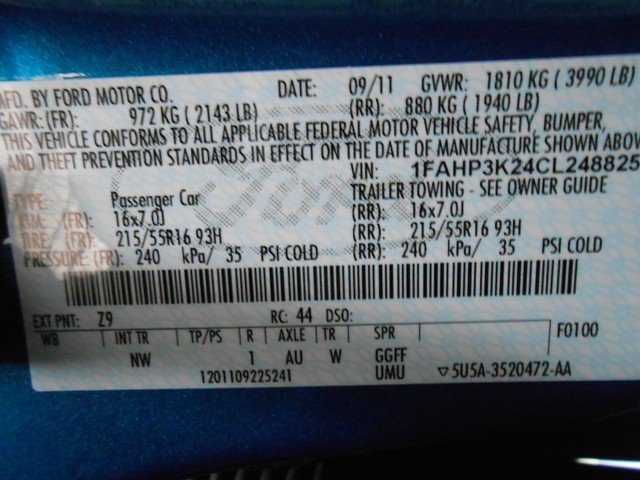 MFD. BY FORD MOTOR CO. DATE: 09/11 GVWR: 1810 KG ( 3990 LB)
GAWR: (FR): 972 KG ( 2143 LB) (RR): 880 KG ( 1940 LB)
THIS VEHICLE CONFORMS TO ALL APPLICABLE FEDERAL MOTOR VEHICLE SAFETY, BUMPER,
AND THEFT PREVENTION STANDARDS IN EFFECT ON THE DATE OF MANUFACTURE SHOWN ABOVE
VIN: 1FAHP3K24CL248825
TYPE: Passenger Car TRAILER TOWING - SEE OWNER GUIDE
RIM: (FR): 16x7.0J (RR): 16x7.0J
TIRE: (FR): 215/55R16 93H (RR): 215/55R16 93H
PRESSURE: (FR): 240 kPa/ 35 PSI COLD (RR): 240 kPa/ 35 PSI COLD
Ford
EXT PNT: Z9 RC: 44 DSO:
WB INT TR TP/PS R AXLE TR SPR F0100
NW 1 AU W GGFF
UMU
1201109225241 ▽5U5A-3520472-AA